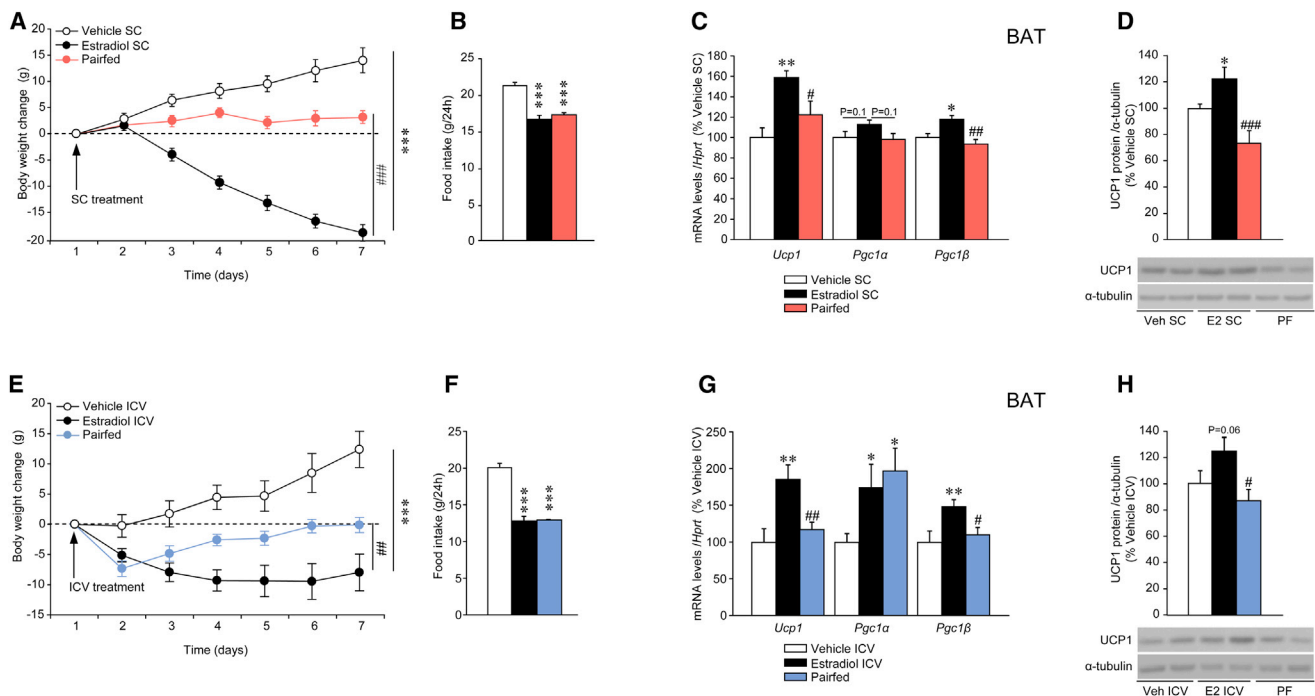 A
Vehicle SC
Estradiol SC
Pairfed
Body weight change (g)
20
15
10
5
0
-5
-10
-15
-20
SC treatment
###
***
1 2 3 4 5 6 7
Time (days)
B
Food intake (g/24h)
25
20
15
10
5
0
***
***
C
BAT
mRNA levels /Hprt (% Vehicle SC)
180
160
140
120
100
80
60
40
20
0
**
#
P=0.1 P=0.1
*
##
Ucp1 Pgc1α Pgc1β
Vehicle SC
Estradiol SC
Pairfed
D
UCP1 protein /α-tubulin
(% Vehicle SC)
140
120
100
80
60
40
20
0
*
###
UCP1
α-tubulin
Veh SC E2 SC PF
E
Vehicle ICV
Estradiol ICV
Pairfed
Body weight change (g)
20
15
10
5
0
-5
-10
-15
ICV treatment
##
***
1 2 3 4 5 6 7
Time (days)
F
Food intake (g/24h)
25
20
15
10
5
0
***
***
G
BAT
mRNA levels /Hprt (% Vehicle ICV)
250
200
150
100
50
0
**
##
*
*
**
#
Ucp1 Pgc1α Pgc1β
Vehicle ICV
Estradiol ICV
Pairfed
H
UCP1 protein /α-tubulin
(% Vehicle ICV)
140
120
100
80
60
40
20
0
P=0.06
#
UCP1
α-tubulin
Veh ICV E2 ICV PF